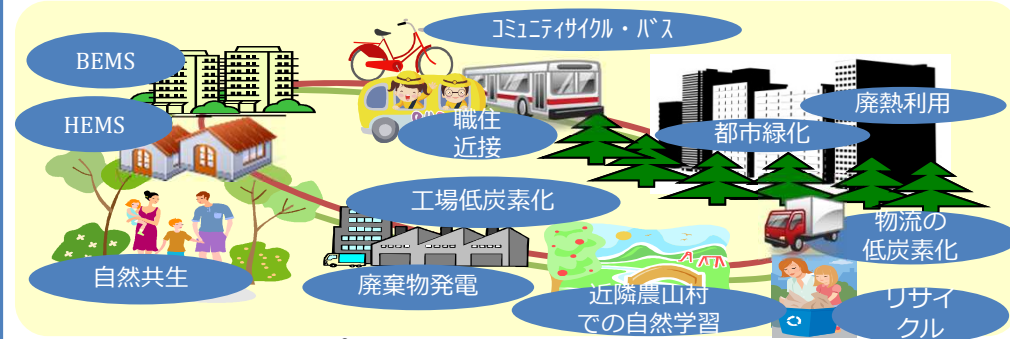 コミュニティサイクル・バス
BEMS
HEMS
職住
近接
廃熱利用
都市緑化
工場低炭素化
物流の
低炭素化
自然共生
廃棄物発電
近隣農山村
での自然学習
リサイ
クル